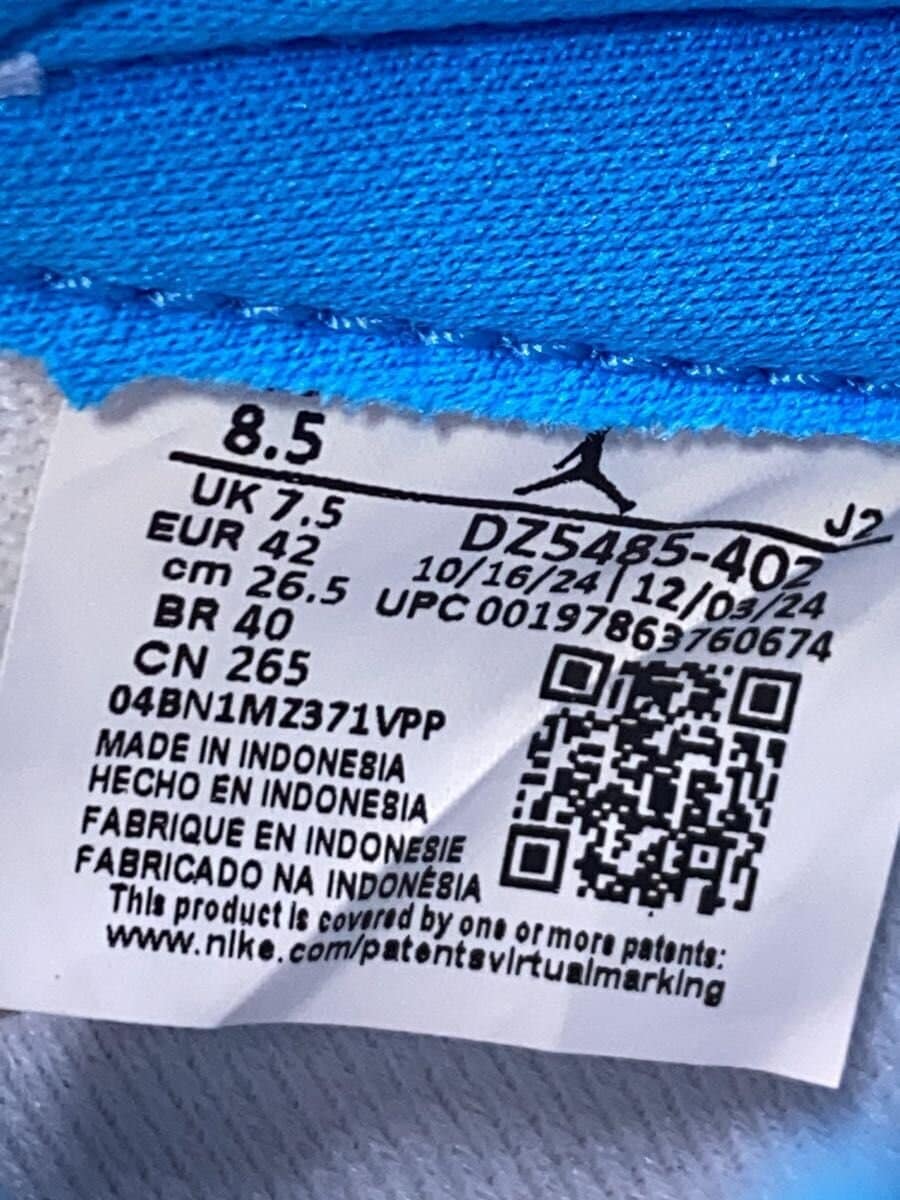 8.5
UK 7.5
EUR 42
cm 26.5
BR 40
CN 265
04BN1MZ371VPP
J2
DZ5485-402
10/16/24 | 12/03/24
UPC 00197863760674
MADE IN INDONESIA
HECHO EN INDONESIA
FABRIQUE EN INDONESIE
FABRICADO NA INDONÉSIA
This product is covered by one or more patents:
www.nike.com/patentsvirtualmarking